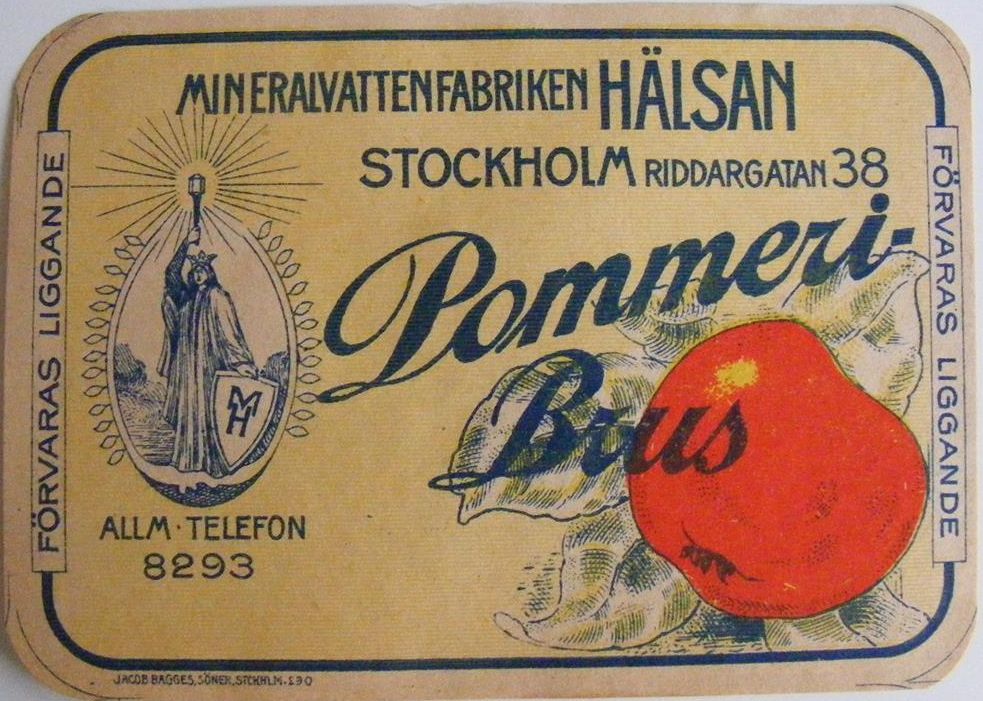 MINERALVATTENFABRIKEN HÄLSAN
STOCKHOLM RIDDARGATAN 38
FÖRVARAS LIGGANDE
Pommeri-
Brus
MH
ALLM·TELEFON
8293
FÖRVARAS LIGGANDE
JACOB BAGGES, SÖNER, STCKHLM.